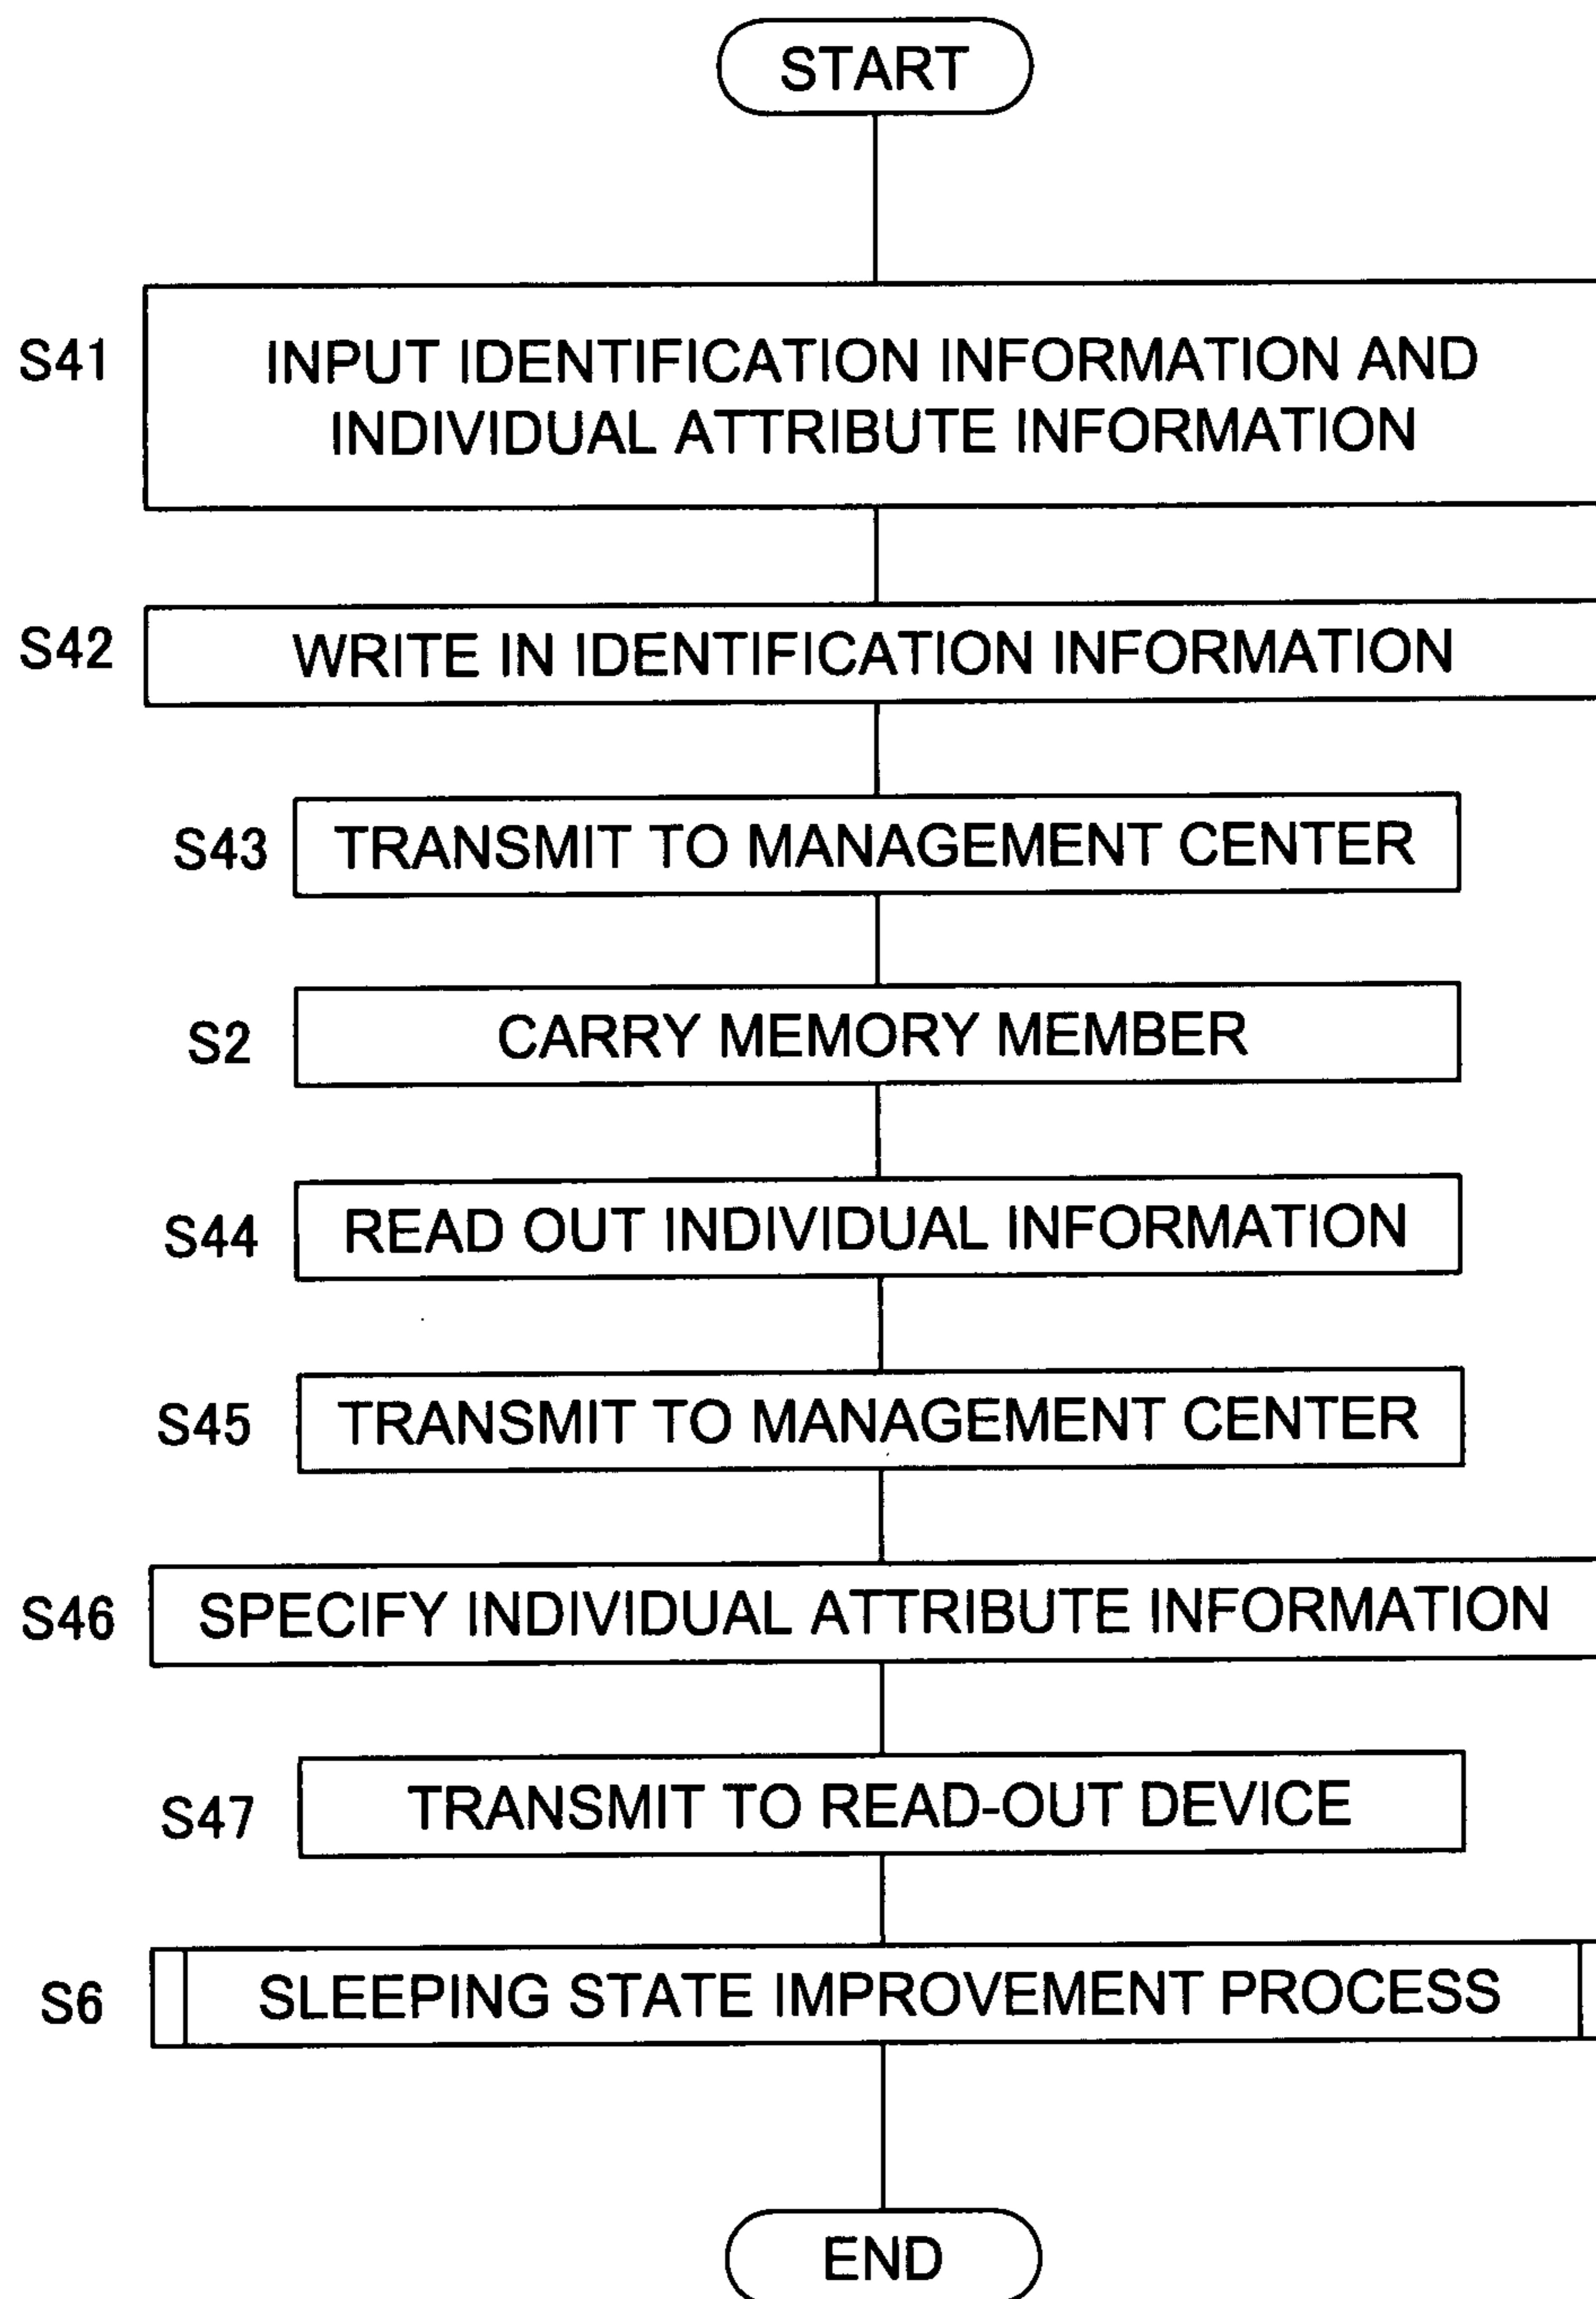 START
S41 INPUT IDENTIFICATION INFORMATION AND
INDIVIDUAL ATTRIBUTE INFORMATION
S42 WRITE IN IDENTIFICATION INFORMATION
S43 TRANSMIT TO MANAGEMENT CENTER
S2 CARRY MEMORY MEMBER
S44 READ OUT INDIVIDUAL INFORMATION
S45 TRANSMIT TO MANAGEMENT CENTER
S46 SPECIFY INDIVIDUAL ATTRIBUTE INFORMATION
S47 TRANSMIT TO READ-OUT DEVICE
S6 SLEEPING STATE IMPROVEMENT PROCESS
END